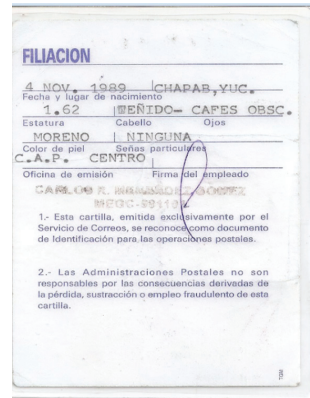 FILIACION
4 NOV. 1989 CHAPAB,YUC.
Fecha y lugar de nacimiento
1.62 TEÑIDO- CAFES OBSC.
Estatura Cabello Ojos
MORENO NINGUNA
Color de piel Señas particulares
C.A.P. CENTRO
Oficina de emisión Firma del empleado
CARLOS
1.- Esta cartilla, emitida exclusivamente por el
Servicio de Correos, se reconoce como documento
de Identificación para las operaciones postales.
2.- Las Administraciones Postales no son
responsables por las consecuencias derivadas de
la pérdida, sustracción o empleo fraudulento de esta
cartilla.